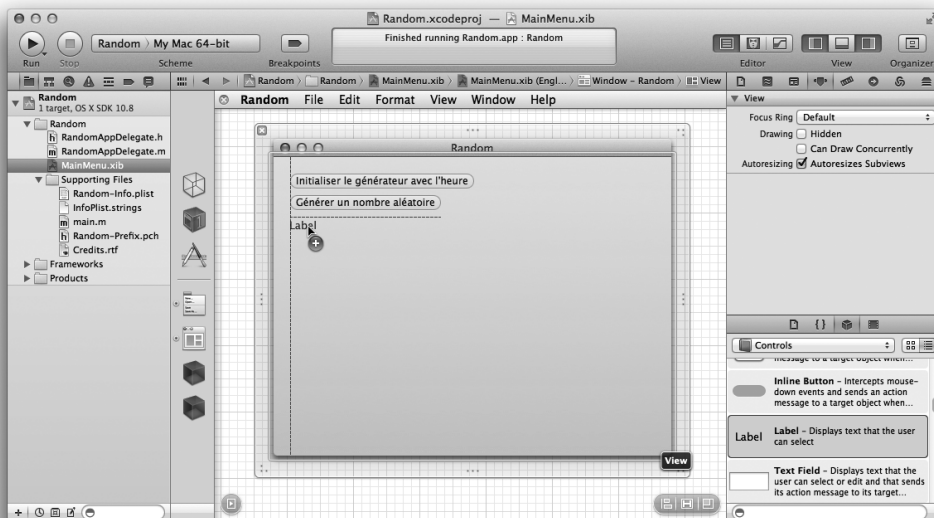 Random.xcodeproj — MainMenu.xib
Run
Stop
Random › My Mac 64-bit
Scheme
Breakpoints
Finished running Random.app : Random
Editor
View
Organizer
Random
1 target, OS X SDK 10.8
Random
RandomAppDelegate.h
RandomAppDelegate.m
MainMenu.xib
Supporting Files
Random-Info.plist
InfoPlist.strings
main.m
Random-Prefix.pch
Credits.rtf
Frameworks
Products
Random › Random › MainMenu.xib › MainMenu.xib (Engl... › Window – Random › View
Random File Edit Format View Window Help
Random
Initialiser le générateur avec l'heure
Générer un nombre aléatoire
Label
View
View
Focus Ring Default
Drawing Hidden
Can Draw Concurrently
Autoresizing Autoresizes Subviews
Controls
message to a target object when...
Inline Button – Intercepts mouse-
down events and sends an action
message to a target object when...
Label
Label – Displays text that the user
can select
Text Field – Displays text that the
user can select or edit and that sends
its action message to its target...